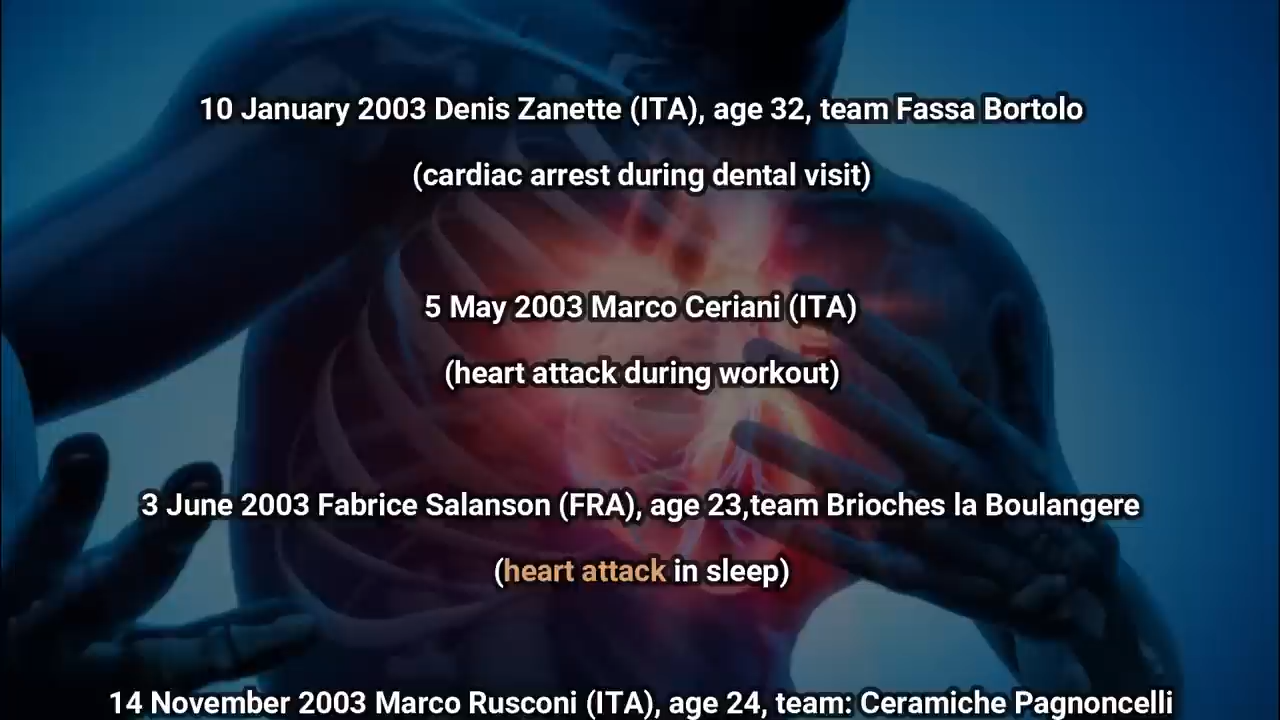 10 January 2003 Denis Zanette (ITA), age 32, team Fassa Bortolo
(cardiac arrest during dental visit)
5 May 2003 Marco Ceriani (ITA)
(heart attack during workout)
3 June 2003 Fabrice Salanson (FRA), age 23,team Brioches la Boulangere
(heart attack in sleep)
14 November 2003 Marco Rusconi (ITA), age 24, team: Ceramiche Pagnoncelli